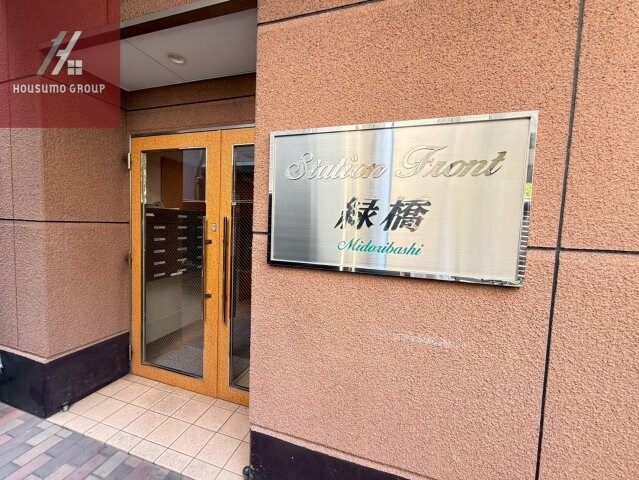 HOUSUMO GROUP
Station Front
緑橋
Midoribashi